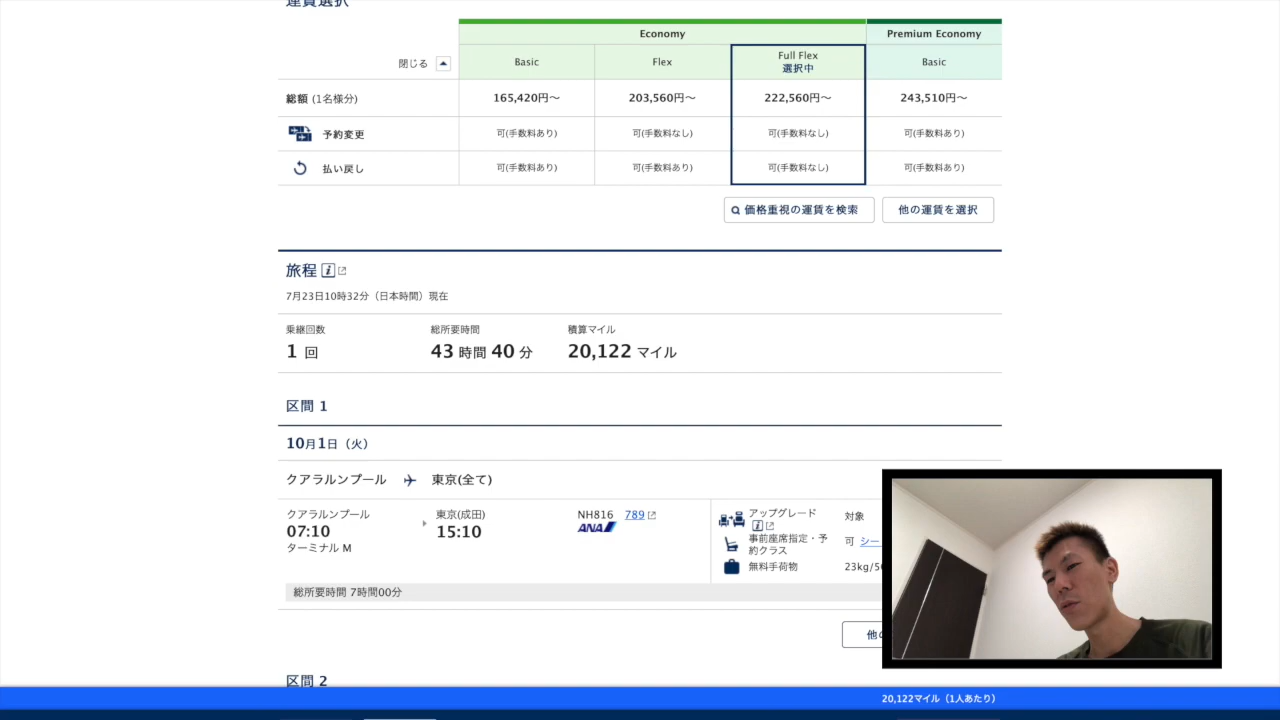 運賃選択
Economy
Premium Economy
閉じる
Basic
Flex
Full Flex
選択中
Basic
総額 (1名様分)
165,420円～
203,560円～
222,560円～
243,510円～
予約変更
可(手数料あり)
可(手数料なし)
可(手数料なし)
可(手数料あり)
払い戻し
可(手数料あり)
可(手数料あり)
可(手数料なし)
可(手数料あり)
価格重視の運賃を検索
他の運賃を選択
旅程
7月23日10時32分（日本時間）現在
乗継回数
総所要時間
積算マイル
1 回
43 時間 40 分
20,122 マイル
区間 1
10月1日（火）
クアラルンプール
東京(全て)
クアラルンプール
07:10
ターミナル M
東京(成田)
15:10
NH816 789
ANA
アップグレード
対象
事前座席指定・予約クラス
可 シー
無料手荷物
23kg/50
総所要時間 7時間00分
他の
区間 2
20,122マイル（1人あたり）